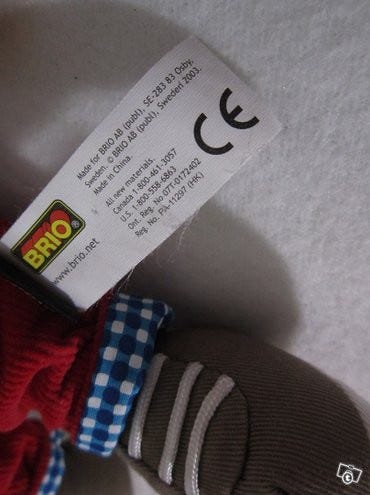 Made for BRIO AB (publ), SE-283 83 Osby,
Sweden. © BRIO AB (publ), Sweden 2003.
Made in China.
All new materials.
Canada 1-800-461-3057
U.S. 1-800-558-6863
Ont. Reg. No 07T-0172402
Reg. No. PA-11297 (HK)
CE
BRIO®
www.brio.net